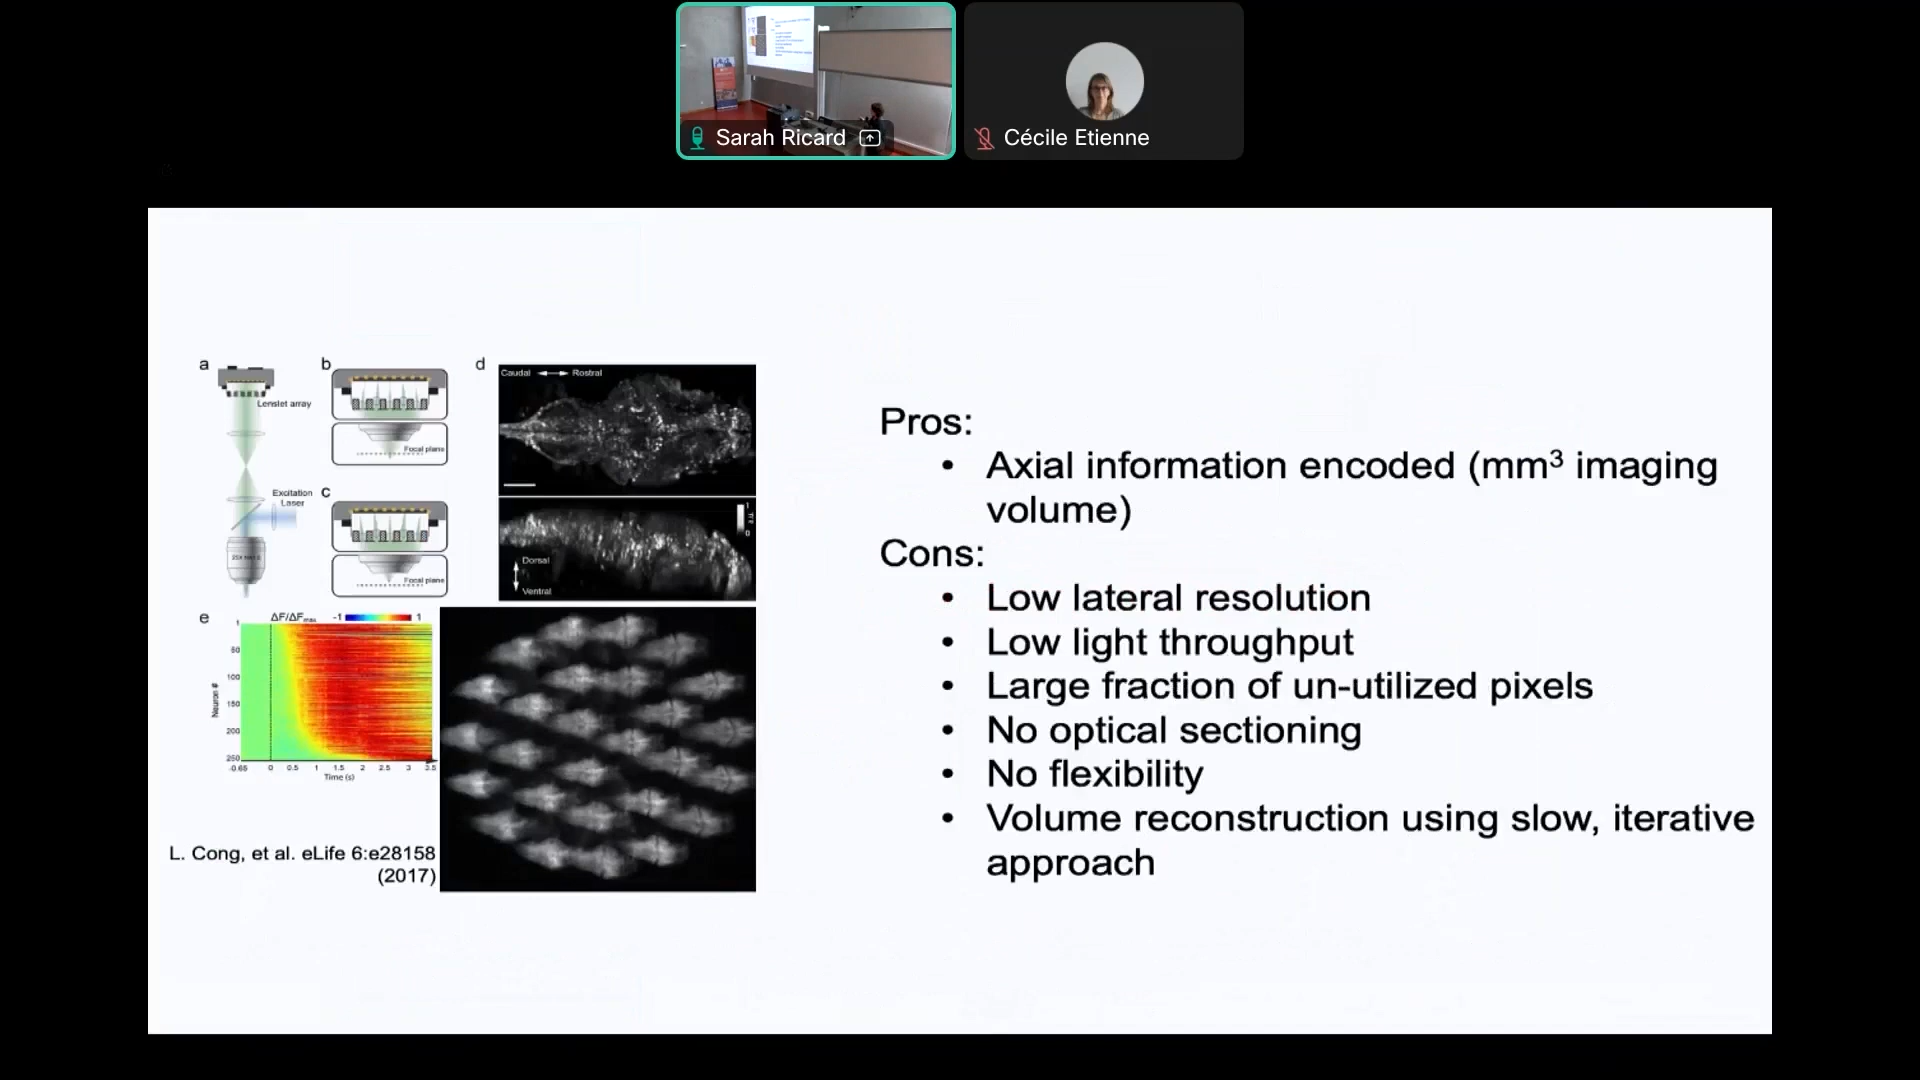 Sarah Ricard
Cécile Etienne
a
b
d
Lenslet array
Focal plane
Excitation
Laser
c
Focal plane
Caudal
Rostral
Dorsal
Ventral
1
0
e
ΔF/ΔFmax
-1
1
Neuron #
1
50
100
150
200
250
-0.65 0 0.5 1 1.5 2 2.5 3 3.5
Time (s)
L. Cong, et al. eLife 6:e28158
(2017)
Pros:
• Axial information encoded (mm³ imaging
volume)
Cons:
• Low lateral resolution
• Low light throughput
• Large fraction of un-utilized pixels
• No optical sectioning
• No flexibility
• Volume reconstruction using slow, iterative
approach